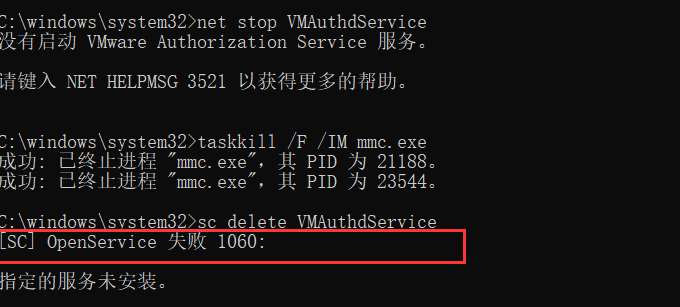 C:\windows\system32>net stop VMAuthdService
没有启动 VMware Authorization Service 服务。
请键入 NET HELPMSG 3521 以获得更多的帮助。
C:\windows\system32>taskkill /F /IM mmc.exe
成功: 已终止进程 "mmc.exe"，其 PID 为 21188。
成功: 已终止进程 "mmc.exe"，其 PID 为 23544。
C:\windows\system32>sc delete VMAuthdService
[SC] OpenService 失败 1060:
指定的服务未安装。